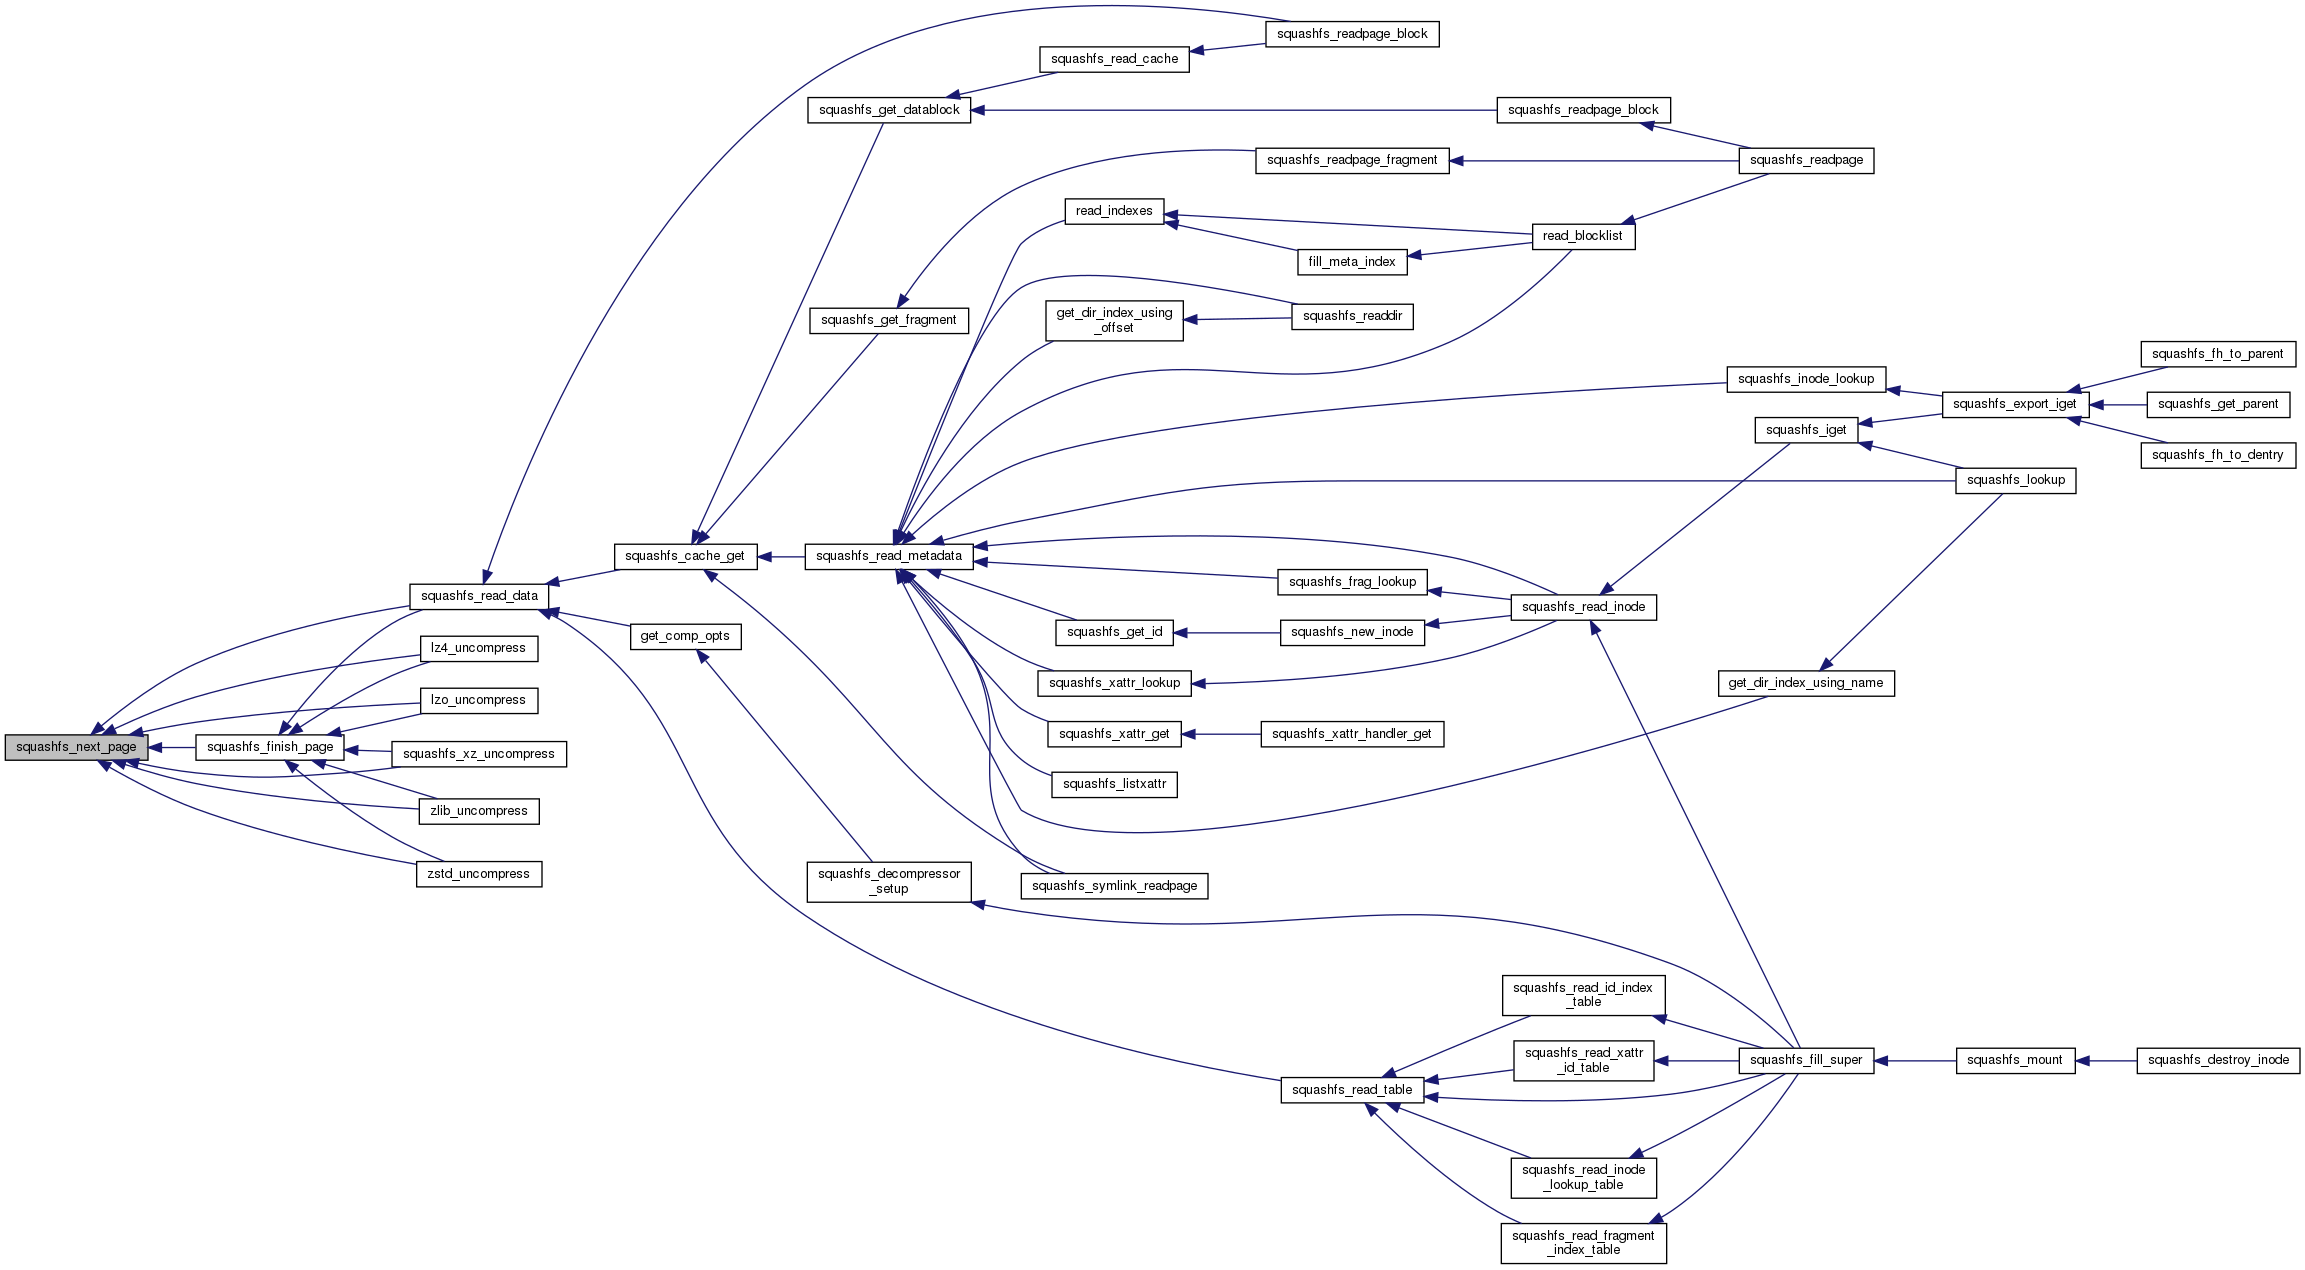 squashfs_readpage_block
squashfs_read_cache
squashfs_get_datablock
squashfs_readpage_block
squashfs_readpage_fragment
squashfs_readpage
read_indexes
read_blocklist
fill_meta_index
get_dir_index_using
_offset
squashfs_readdir
squashfs_get_fragment
squashfs_fh_to_parent
squashfs_inode_lookup
squashfs_export_iget
squashfs_get_parent
squashfs_iget
squashfs_fh_to_dentry
squashfs_lookup
squashfs_cache_get
squashfs_read_metadata
squashfs_frag_lookup
squashfs_read_data
squashfs_read_inode
get_comp_opts
squashfs_get_id
squashfs_new_inode
lz4_uncompress
squashfs_xattr_lookup
get_dir_index_using_name
lzo_uncompress
squashfs_xattr_get
squashfs_xattr_handler_get
squashfs_next_page
squashfs_finish_page
squashfs_xz_uncompress
squashfs_listxattr
zlib_uncompress
zstd_uncompress
squashfs_decompressor
_setup
squashfs_symlink_readpage
squashfs_read_id_index
_table
squashfs_read_xattr
_id_table
squashfs_fill_super
squashfs_mount
squashfs_destroy_inode
squashfs_read_table
squashfs_read_inode
_lookup_table
squashfs_read_fragment
_index_table